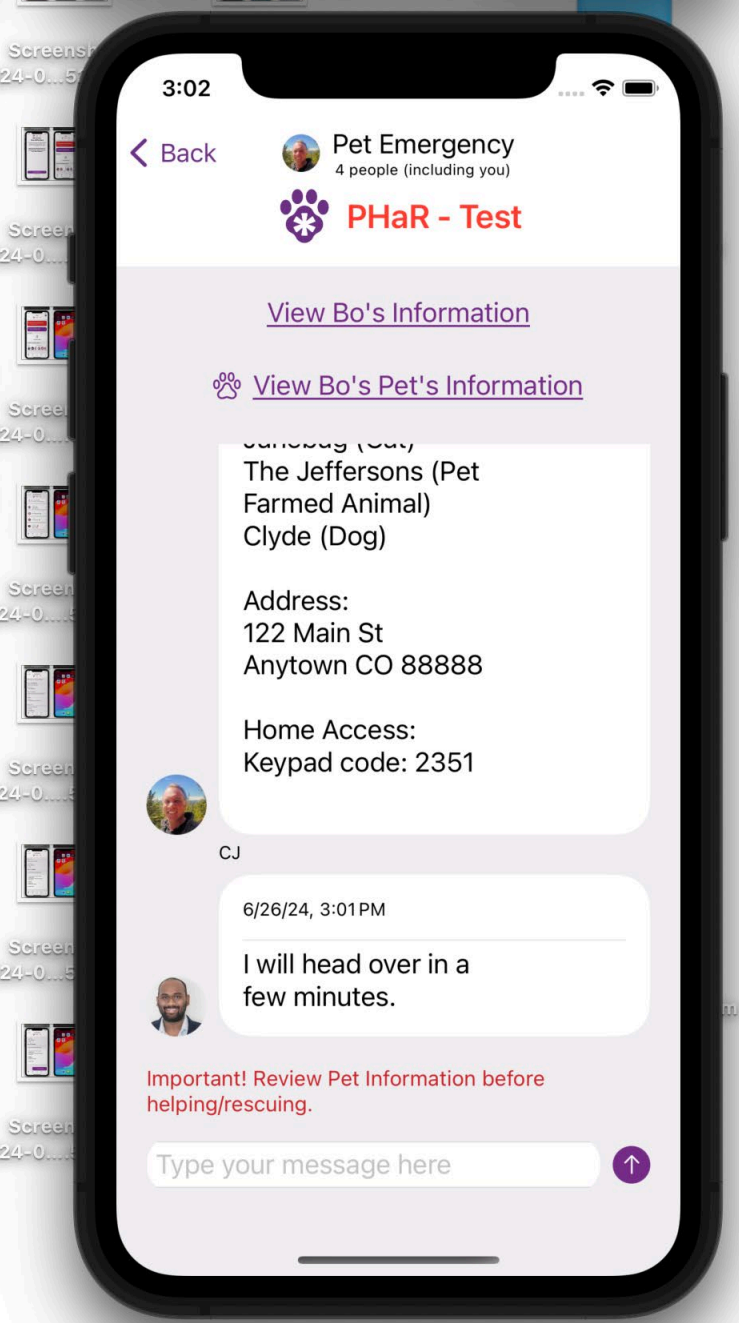 3:02
Back
Pet Emergency
4 people (including you)
PHaR - Test
View Bo's Information
View Bo's Pet's Information
The Jeffersons (Pet
Farmed Animal)
Clyde (Dog)
Address:
122 Main St
Anytown CO 88888
Home Access:
Keypad code: 2351
CJ
6/26/24, 3:01 PM
I will head over in a
few minutes.
Important! Review Pet Information before
helping/rescuing.
Type your message here